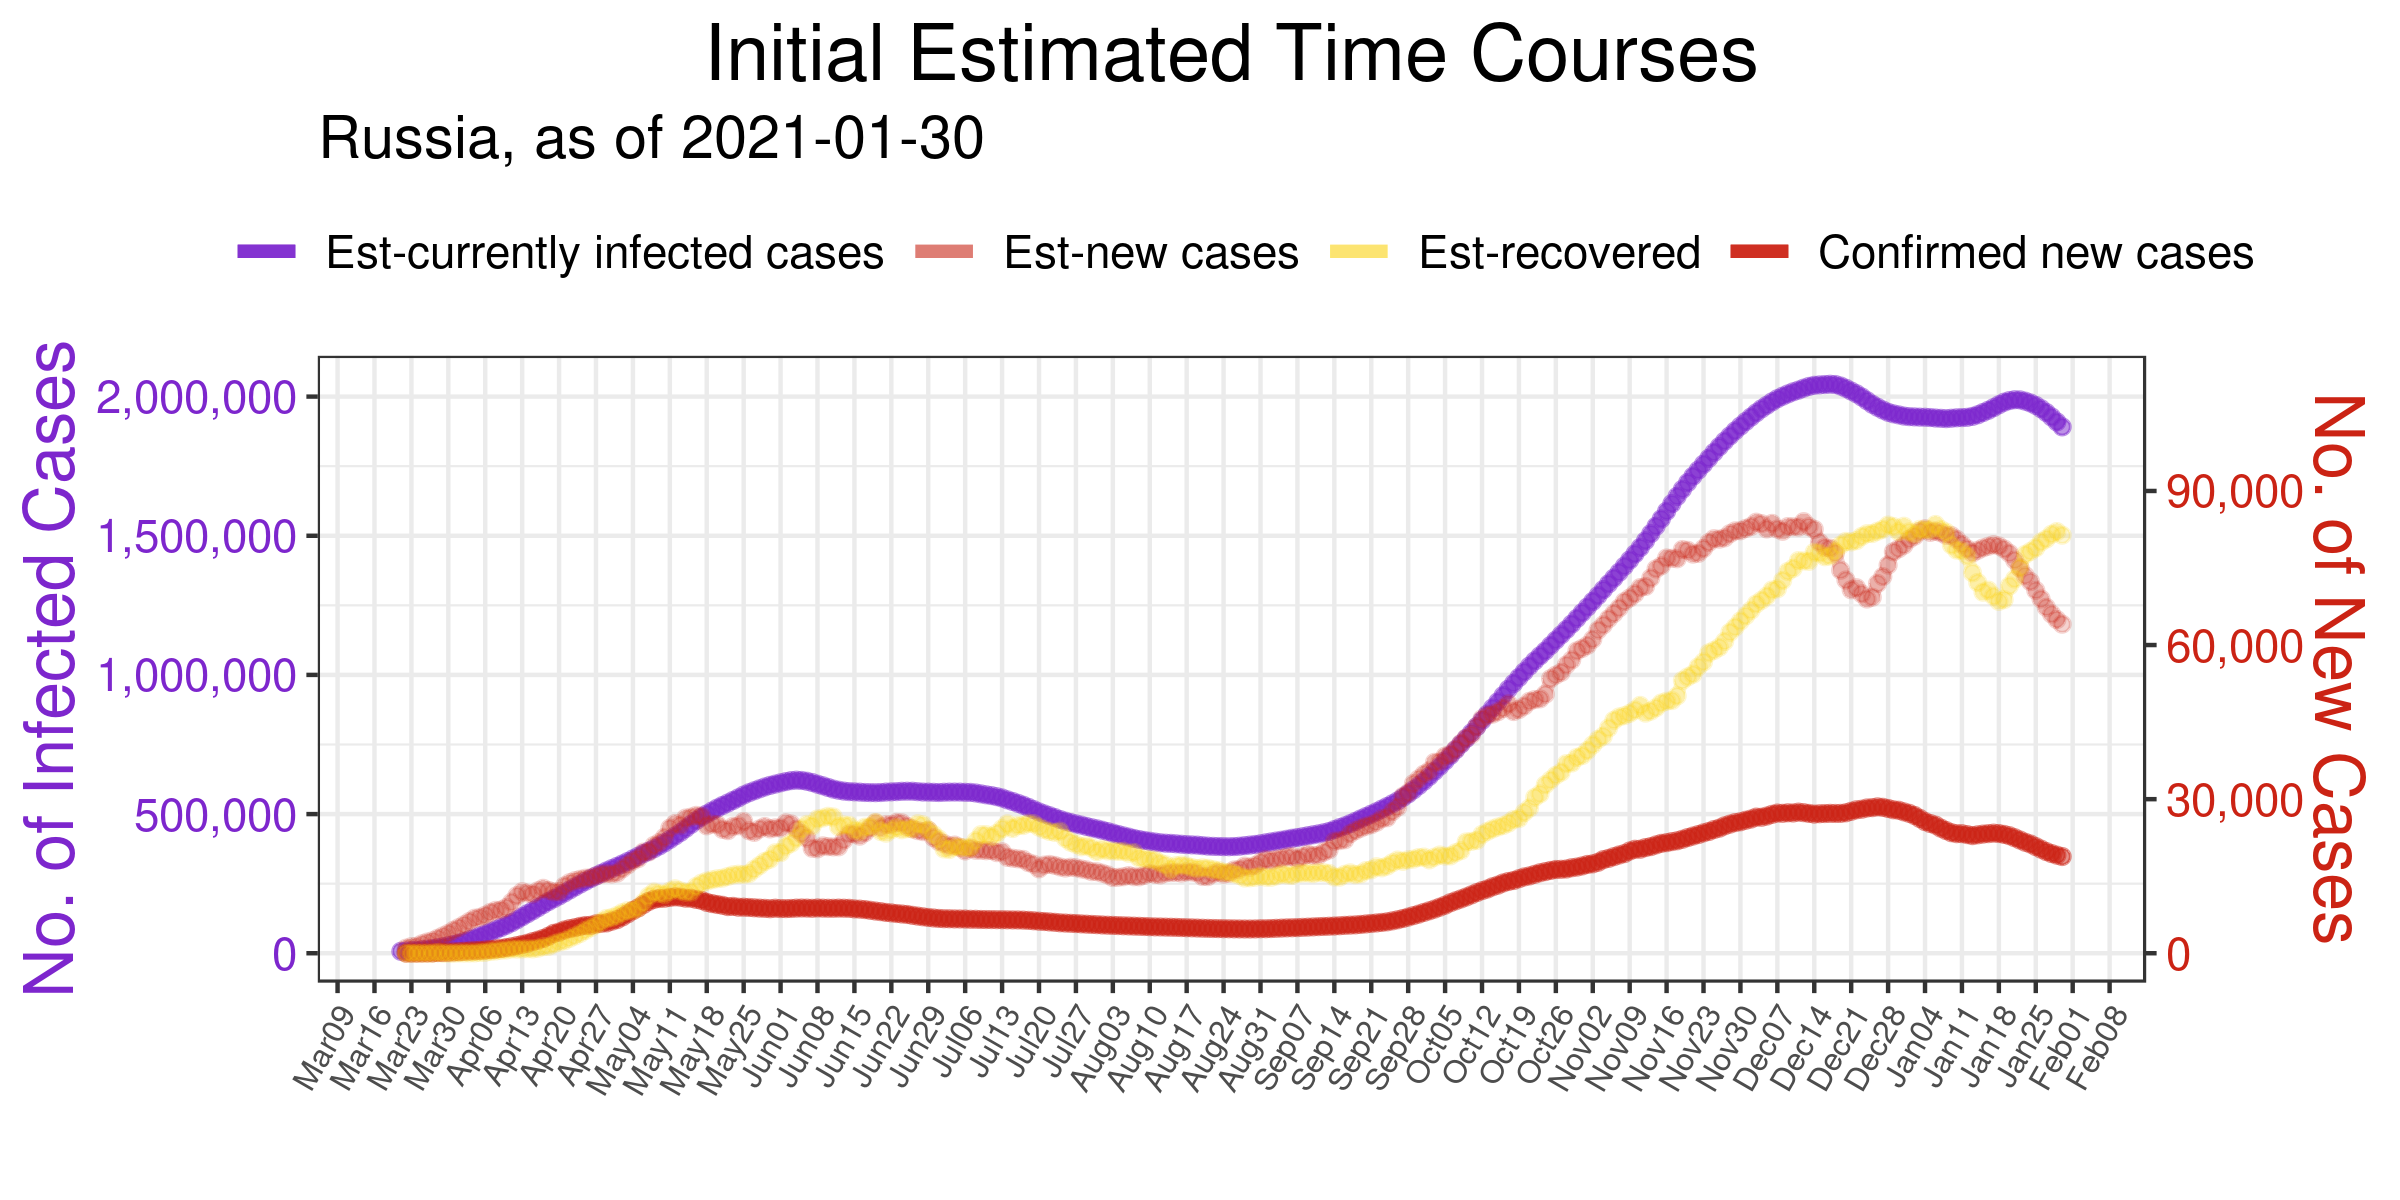 Initial Estimated Time Courses
Russia, as of 2021-01-30
Est-currently infected cases Est-new cases Est-recovered Confirmed new cases
No. of Infected Cases
2,000,000
1,500,000
1,000,000
500,000
0
90,000
60,000
30,000
0
No. of New Cases
Mar09 Mar16 Mar23 Mar30 Apr06 Apr13 Apr20 Apr27 May04 May11 May18 May25 Jun01 Jun08 Jun15 Jun22 Jun29 Jul06 Jul13 Jul20 Jul27 Aug03 Aug10 Aug17 Aug24 Aug31 Sep07 Sep14 Sep21 Sep28 Oct05 Oct12 Oct19 Oct26 Nov02 Nov09 Nov16 Nov23 Nov30 Dec07 Dec14 Dec21 Dec28 Jan04 Jan11 Jan18 Jan25 Feb01 Feb08